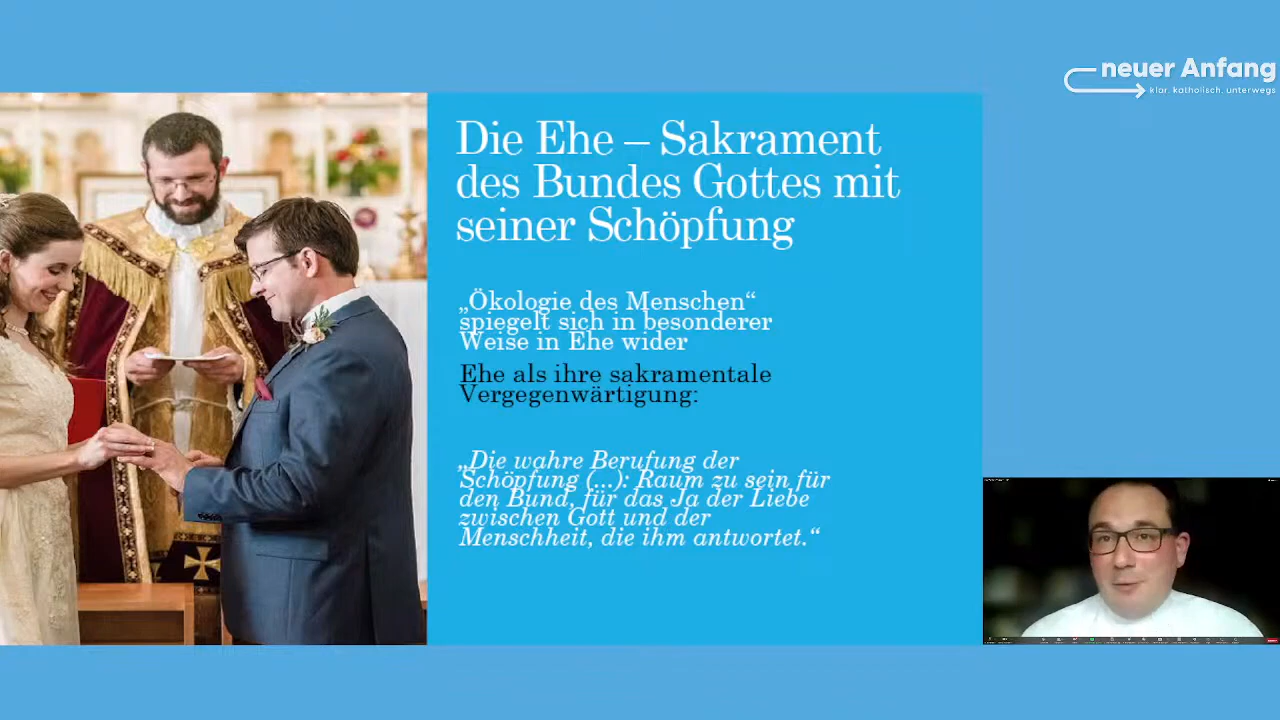 neuer Anfang
klar. katholisch. unterwegs
Die Ehe – Sakrament
des Bundes Gottes mit
seiner Schöpfung
„Ökologie des Menschen“
spiegelt sich in besonderer
Weise in Ehe wider
Ehe als ihre sakramentale
Vergegenwärtigung:
„Die wahre Berufung der
Schöpfung (...): Raum zu sein für
den Bund, für das Ja der Liebe
zwischen Gott und der
Menschheit, die ihm antwortet.“